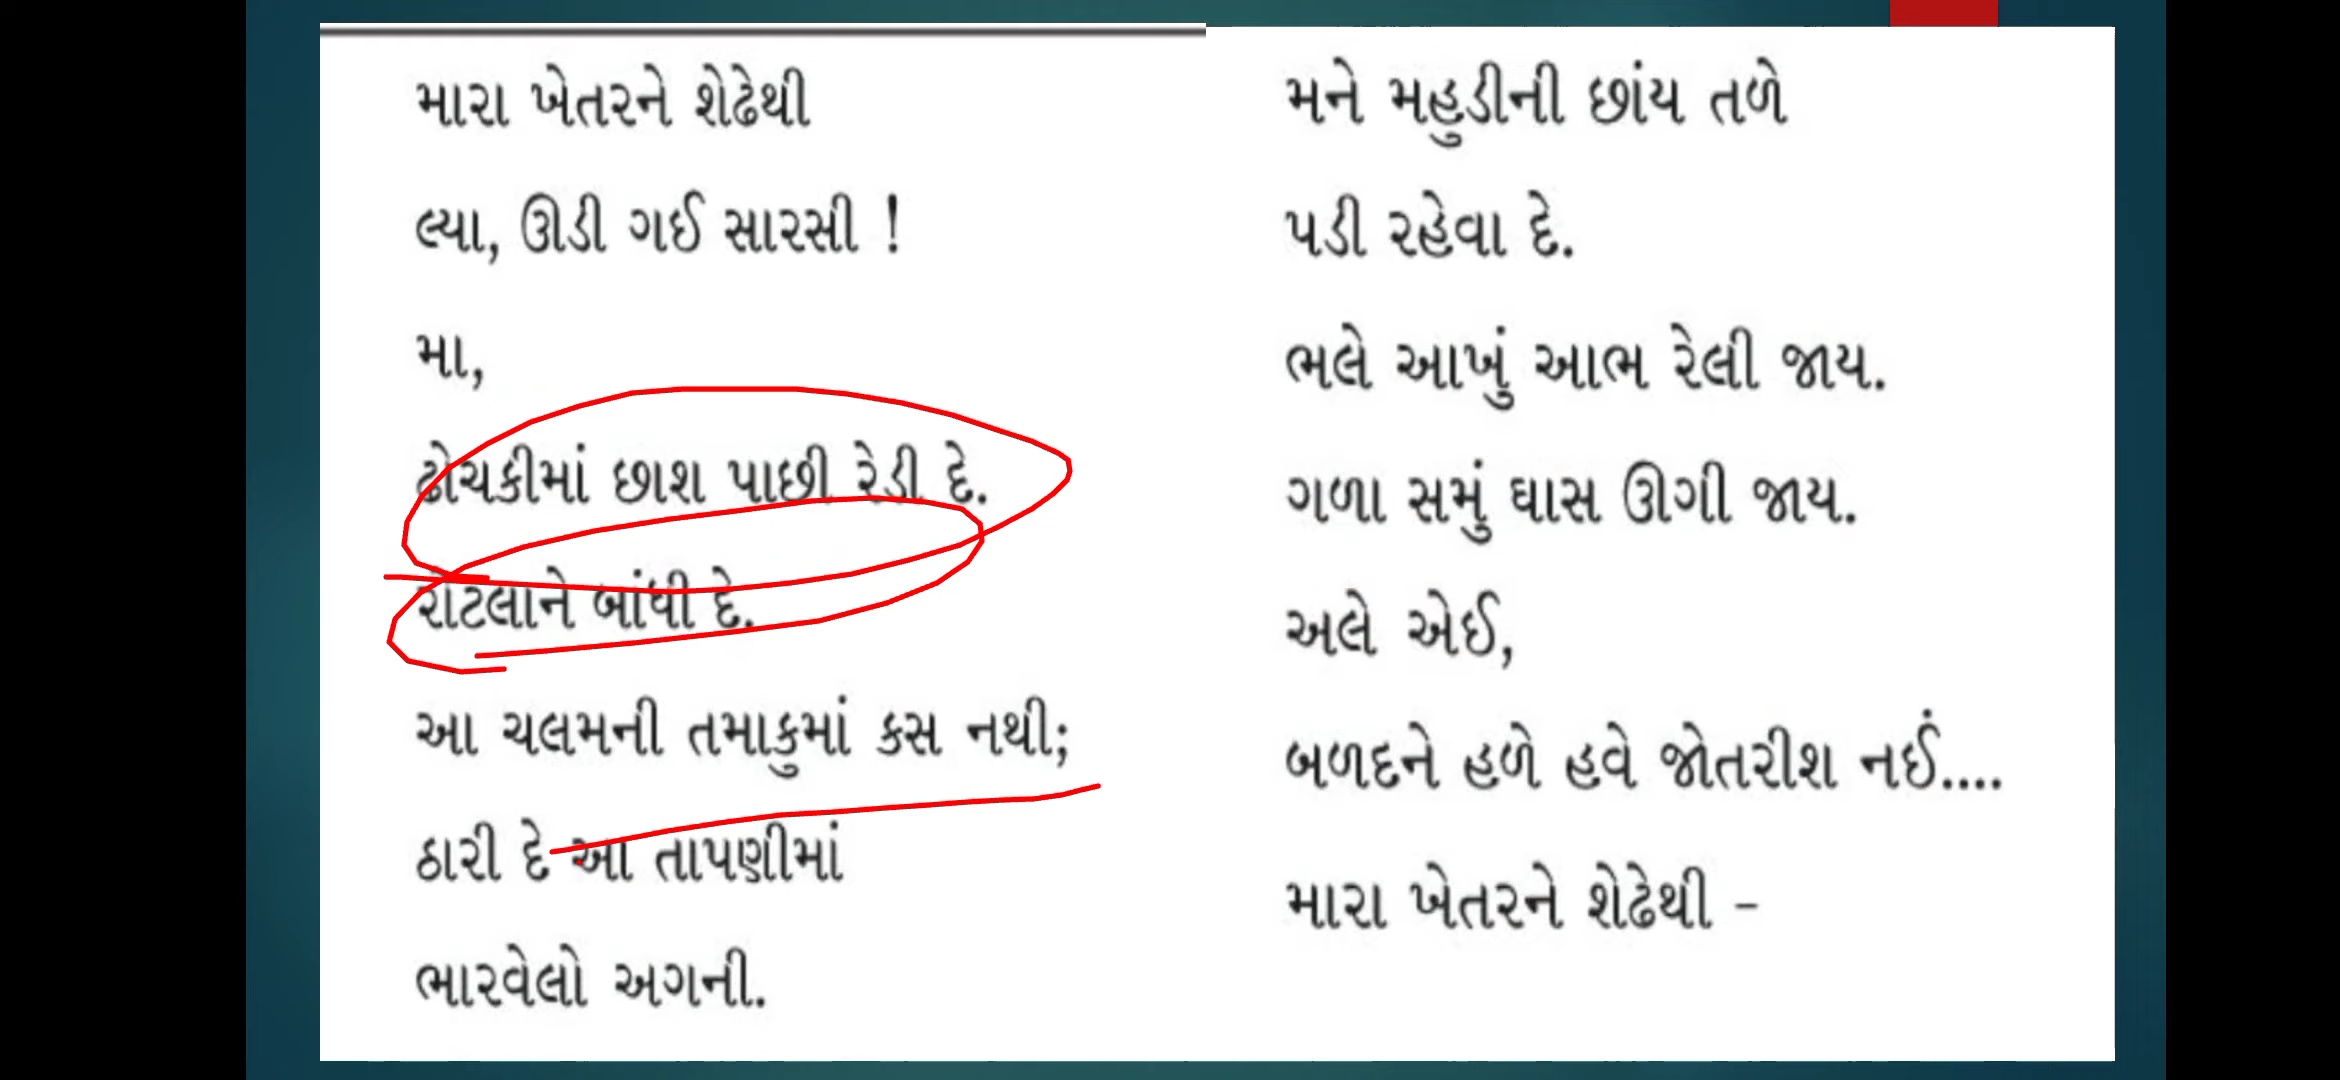 મારા ખેતરને શેઢેથી
લ્યા, ઊડી ગઈ સારસી !
મા,
ઢોચકીમાં છાશ પાછી રેડી દે.
રોટલાને બાંધી દે.
આ ચલમની તમાકુમાં કસ નથી;
ઠારી દે આ તાપણીમાં
ભારવેલો અગની.
મને મહુડીની છાંય તળે
પડી રહેવા દે.
ભલે આખું આભ રેલી જાય.
ગળા સમું ઘાસ ઊગી જાય.
અલે એઈ,
બળદને હળે હવે જોતરીશ નઈં....
મારા ખેતરને શેઢેથી –